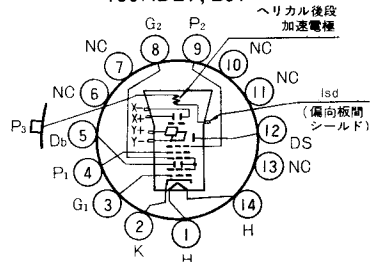 ヘリカル後段
加速電極
G₂
P₂
8
9
NC
7
10
NC
NC
6
11
NC
X-
X+
Y+
Y-
Isd
(偏向板間
シールド)
P₃
Db
5
12
DS
P₁
4
13
NC
G₁
3
14
H
2
K
1
H